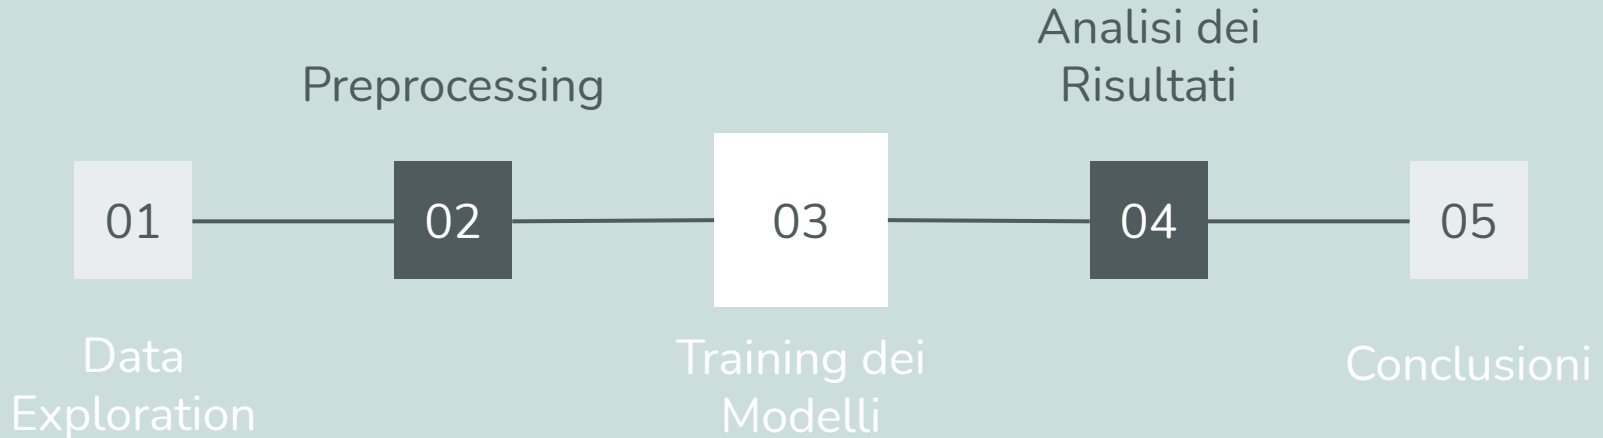 Analisi dei
Risultati
Preprocessing
01
02
03
04
05
Data
Exploration
Training dei
Modelli
Conclusioni